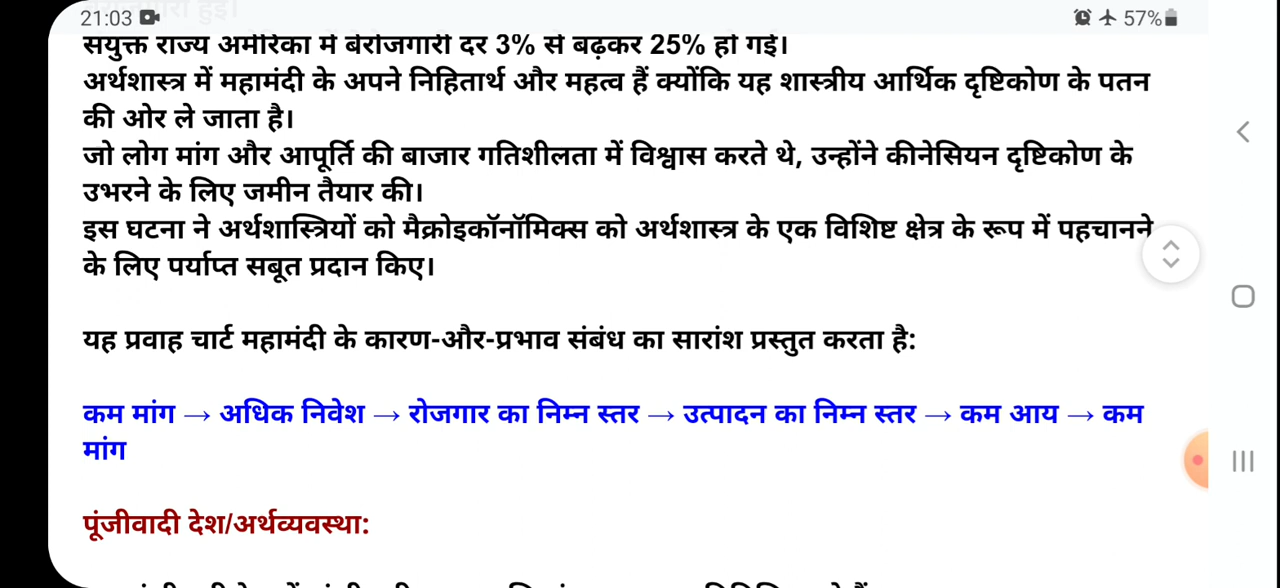 21:03
57%
संयुक्त राज्य अमेरिका में बेरोजगारी दर 3% से बढ़कर 25% हो गई।
अर्थशास्त्र में महामंदी के अपने निहितार्थ और महत्व हैं क्योंकि यह शास्त्रीय आर्थिक दृष्टिकोण के पतन
की ओर ले जाता है।
जो लोग मांग और आपूर्ति की बाजार गतिशीलता में विश्वास करते थे, उन्होंने कीनेसियन दृष्टिकोण के
उभरने के लिए जमीन तैयार की।
इस घटना ने अर्थशास्त्रियों को मैक्रोइकॉनॉमिक्स को अर्थशास्त्र के एक विशिष्ट क्षेत्र के रूप में पहचानने
के लिए पर्याप्त सबूत प्रदान किए।
यह प्रवाह चार्ट महामंदी के कारण-और-प्रभाव संबंध का सारांश प्रस्तुत करता है:
कम मांग → अधिक निवेश → रोजगार का निम्न स्तर → उत्पादन का निम्न स्तर → कम आय → कम
मांग
पूंजीवादी देश/अर्थव्यवस्था: